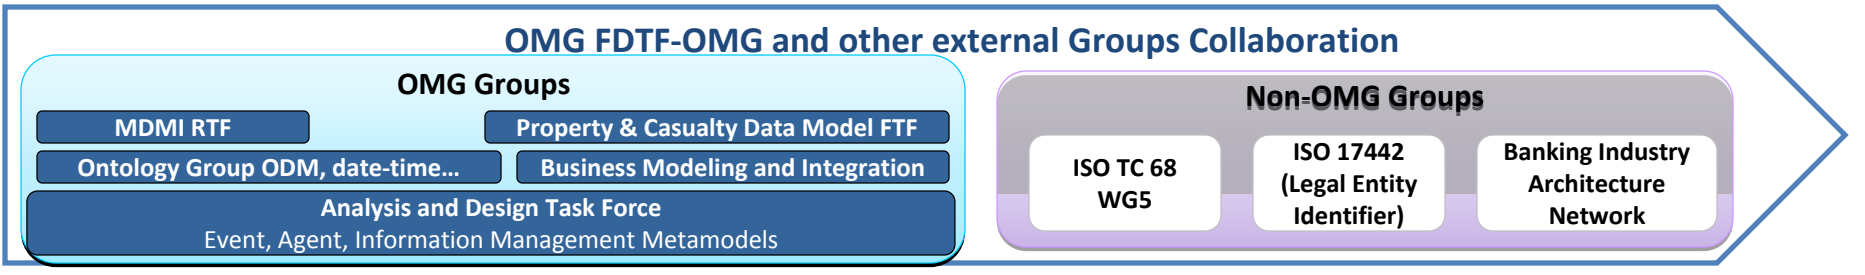 OMG FDTF-OMG and other external Groups Collaboration
OMG Groups
MDMI RTF
Property & Casualty Data Model FTF
Ontology Group ODM, date-time...
Business Modeling and Integration
Analysis and Design Task Force
Event, Agent, Information Management Metamodels
Non-OMG Groups
ISO TC 68
WG5
ISO 17442
(Legal Entity
Identifier)
Banking Industry
Architecture
Network